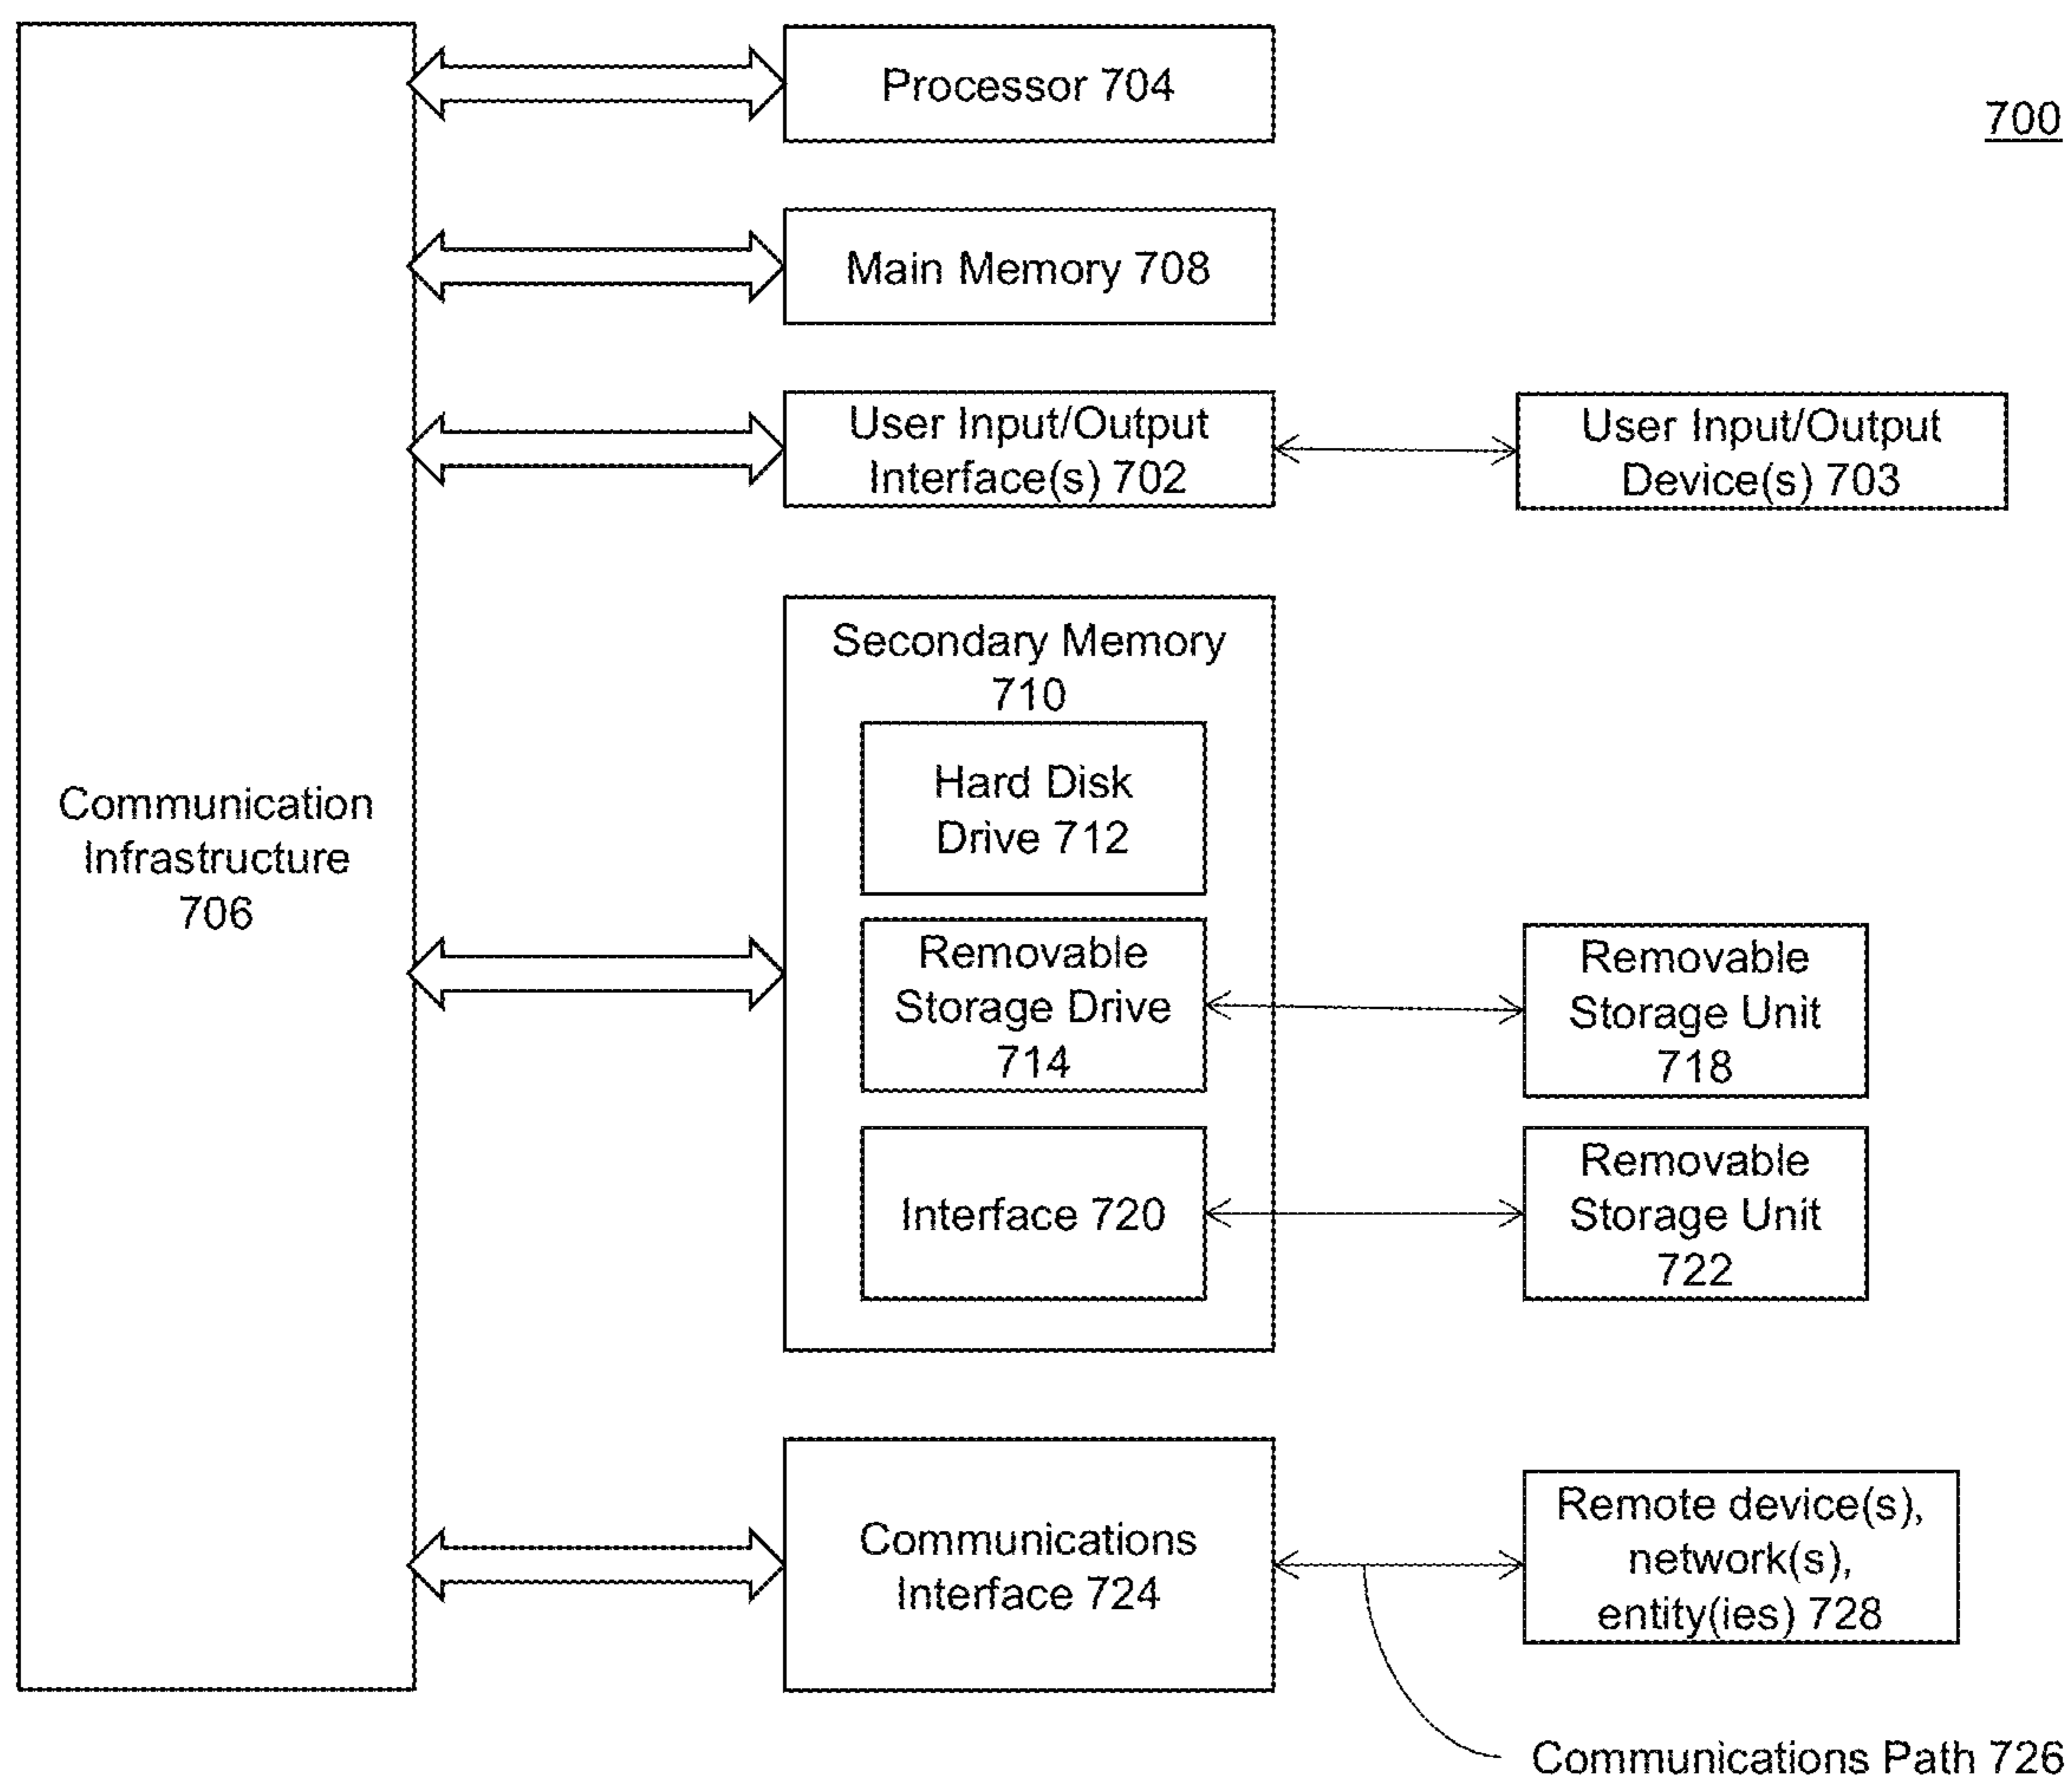 Processor 704
700
Main Memory 708
User Input/Output
Interface(s) 702
User Input/Output
Device(s) 703
Secondary Memory
710
Hard Disk
Drive 712
Communication
Infrastructure
706
Removable
Storage Drive
714
Removable
Storage Unit
718
Interface 720
Removable
Storage Unit
722
Communications
Interface 724
Remote device(s),
network(s),
entity(ies) 728
Communications Path 726